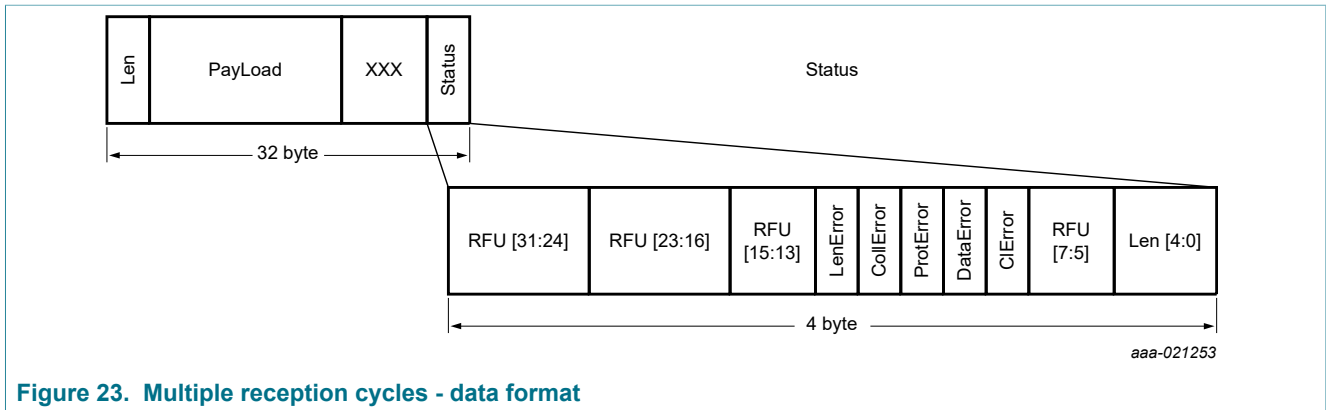 Len PayLoad XXX Status
Status
32 byte
RFU [31:24] RFU [23:16] RFU [15:13] LenError CollError ProtError DataError ClError RFU [7:5] Len [4:0]
4 byte
aaa-021253
Figure 23. Multiple reception cycles - data format